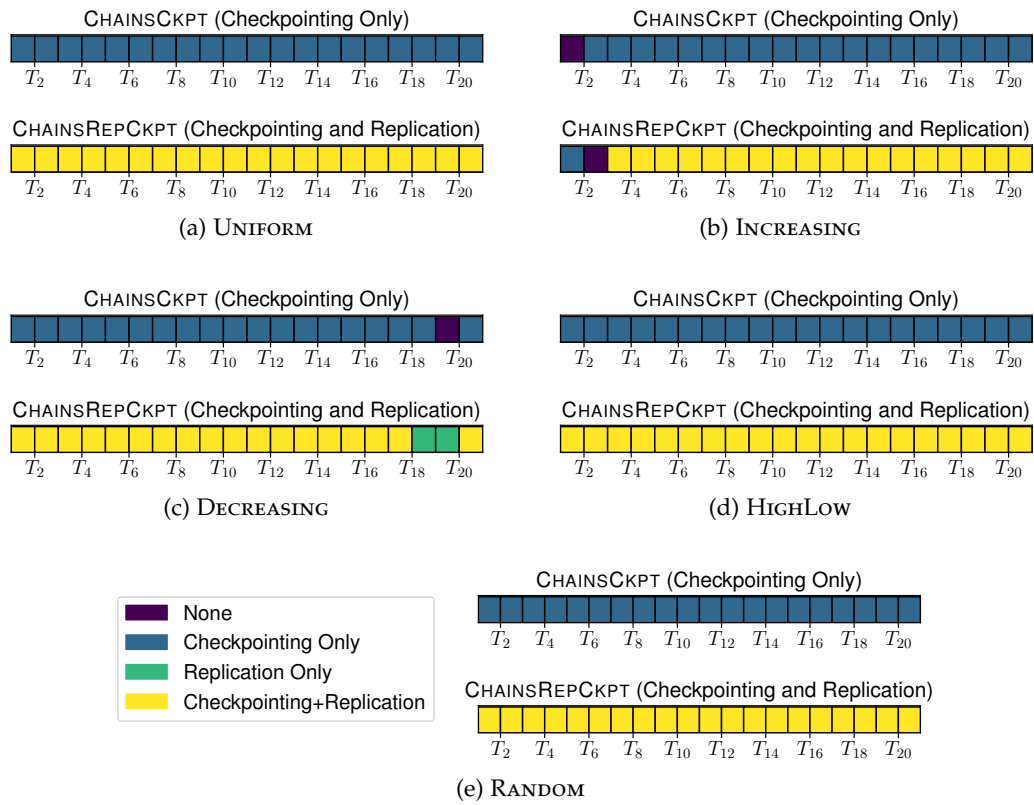 CHAINSCKPT (Checkpointing Only)
T2 T4 T6 T8 T10 T12 T14 T16 T18 T20
CHAINSREPCKPT (Checkpointing and Replication)
T2 T4 T6 T8 T10 T12 T14 T16 T18 T20
(a) UNIFORM
CHAINSCKPT (Checkpointing Only)
T2 T4 T6 T8 T10 T12 T14 T16 T18 T20
CHAINSREPCKPT (Checkpointing and Replication)
T2 T4 T6 T8 T10 T12 T14 T16 T18 T20
(b) INCREASING
CHAINSCKPT (Checkpointing Only)
T2 T4 T6 T8 T10 T12 T14 T16 T18 T20
CHAINSREPCKPT (Checkpointing and Replication)
T2 T4 T6 T8 T10 T12 T14 T16 T18 T20
(c) DECREASING
CHAINSCKPT (Checkpointing Only)
T2 T4 T6 T8 T10 T12 T14 T16 T18 T20
CHAINSREPCKPT (Checkpointing and Replication)
T2 T4 T6 T8 T10 T12 T14 T16 T18 T20
(d) HIGHLOW
None
Checkpointing Only
Replication Only
Checkpointing+Replication
CHAINSCKPT (Checkpointing Only)
T2 T4 T6 T8 T10 T12 T14 T16 T18 T20
CHAINSREPCKPT (Checkpointing and Replication)
T2 T4 T6 T8 T10 T12 T14 T16 T18 T20
(e) RANDOM